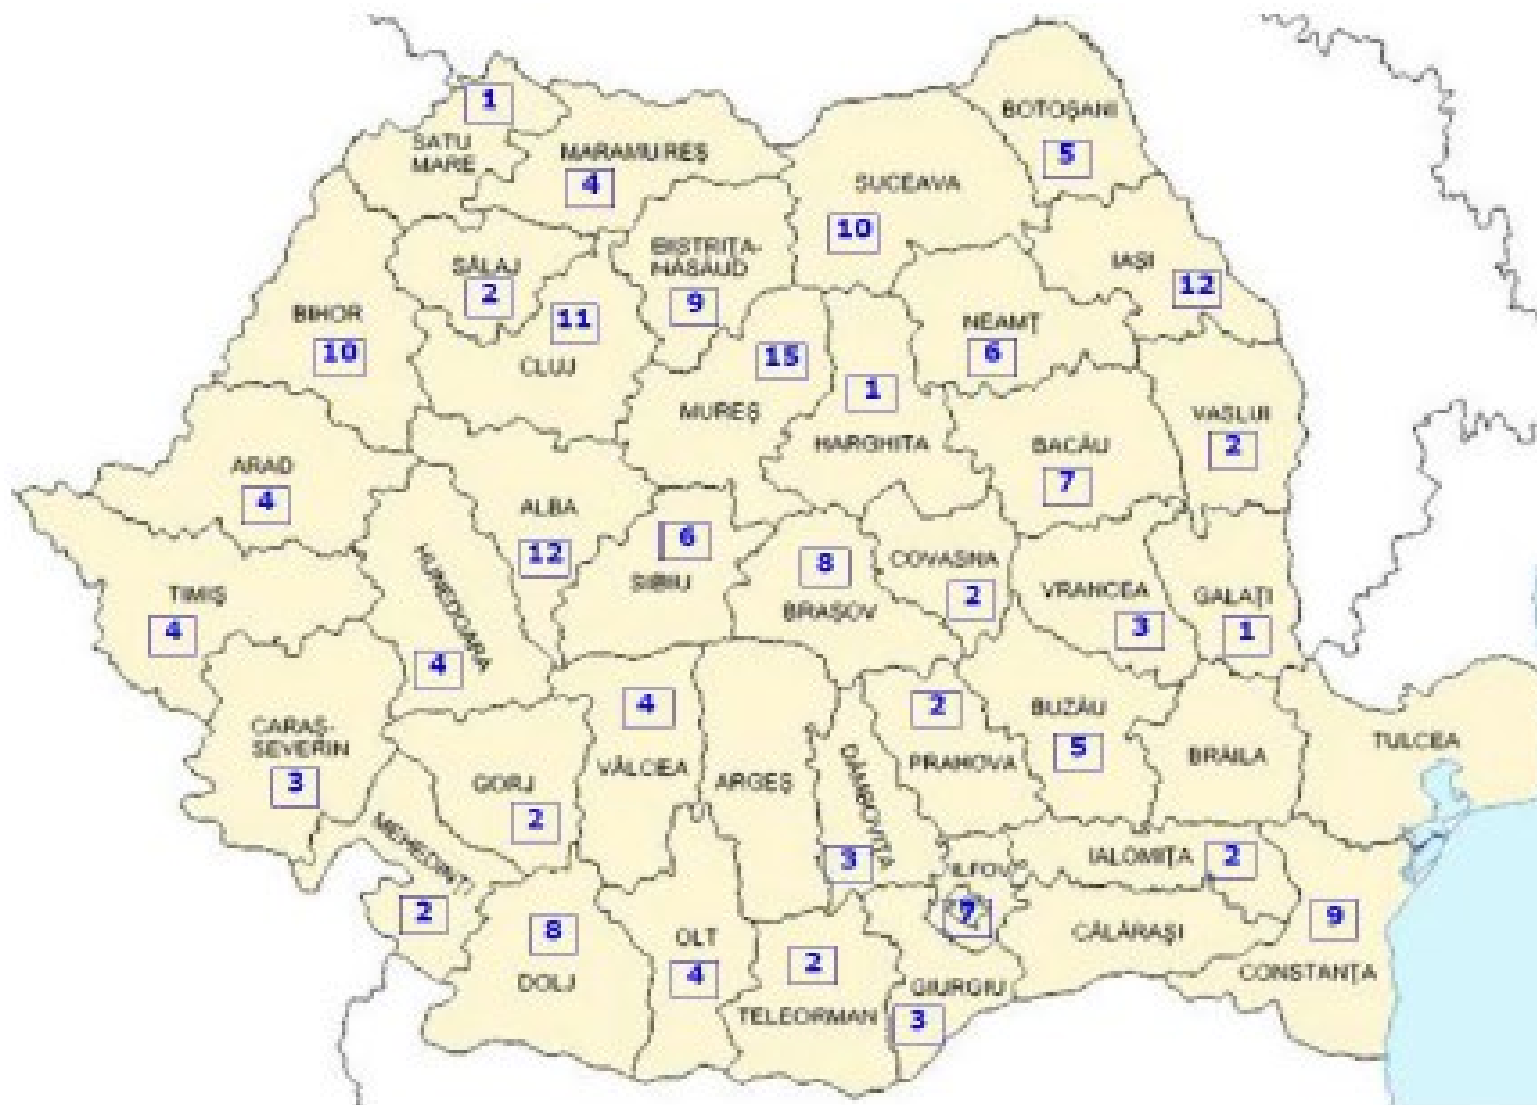 1
BOTOȘANI
SATU
MARE
MARAMUREȘ
5
4
SUCEAVA
10
BISTRIȚA-
NĂSĂUD
IAȘI
SĂLAJ
2
12
9
BIHOR
11
NEAMȚ
10
15
6
CLUJ
1
MUREȘ
VASLUI
HARGHITA
BACĂU
2
ARAD
7
4
ALBA
6
12
8
COVASNA
SIBIU
HUNEDOARA
TIMIȘ
2
VRANCEA
GALAȚI
BRAȘOV
4
3
1
4
4
2
BUZĂU
CARAȘ-
SEVERIN
5
TULCEA
BRĂILA
3
VÂLCEA
PRAHOVA
GORJ
ARGEȘ
DÂMBOVIȚA
2
MEHEDINȚI
3
IALOMIȚA
2
ILFOV
2
7
9
8
OLT
CĂLĂRAȘI
2
4
CONSTANȚA
DOLJ
GIURGIU
TELEORMAN
3